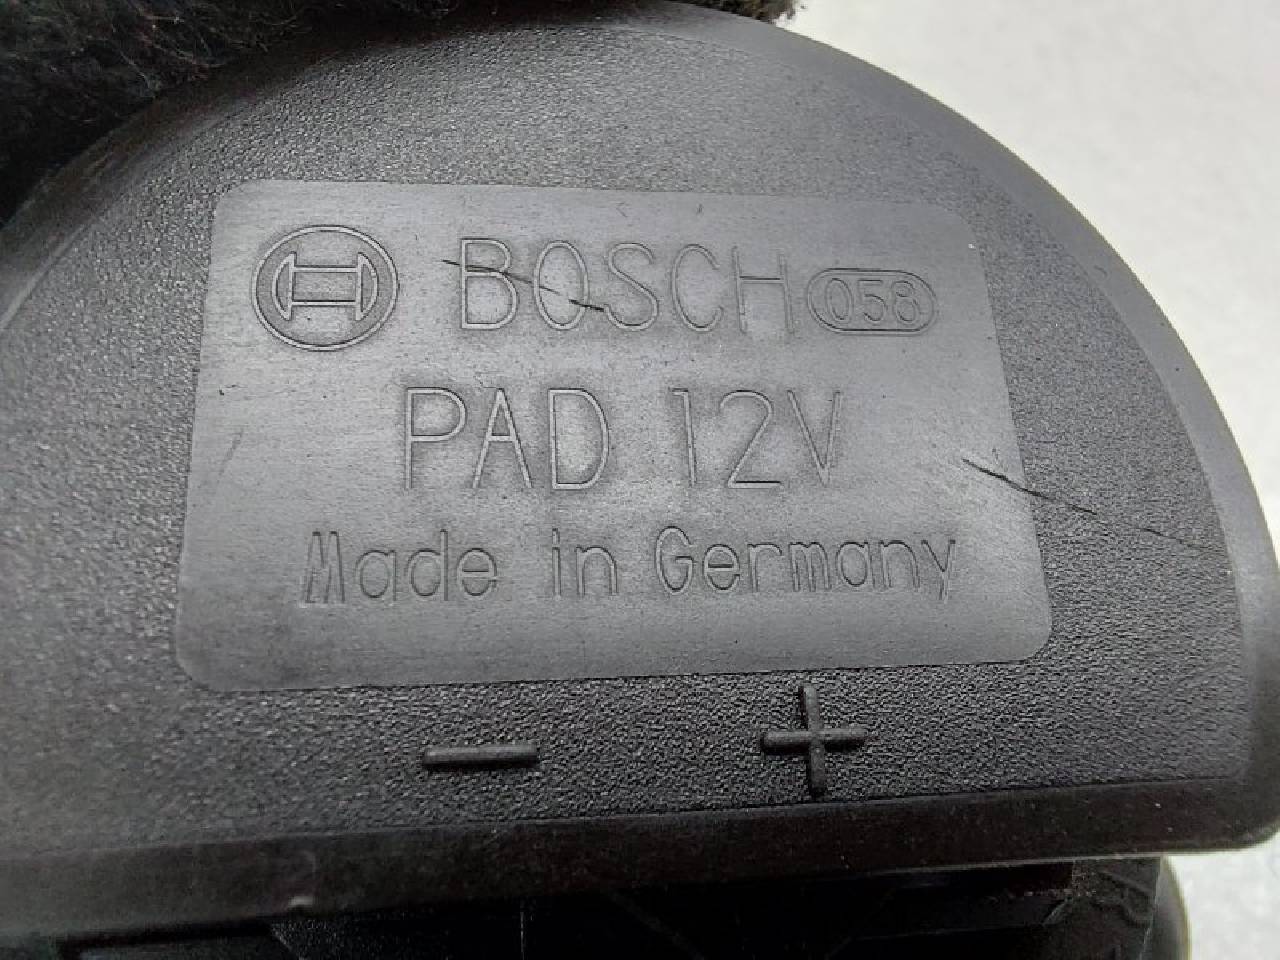 BOSCH 058
PAD 12V
Made in Germany
- +